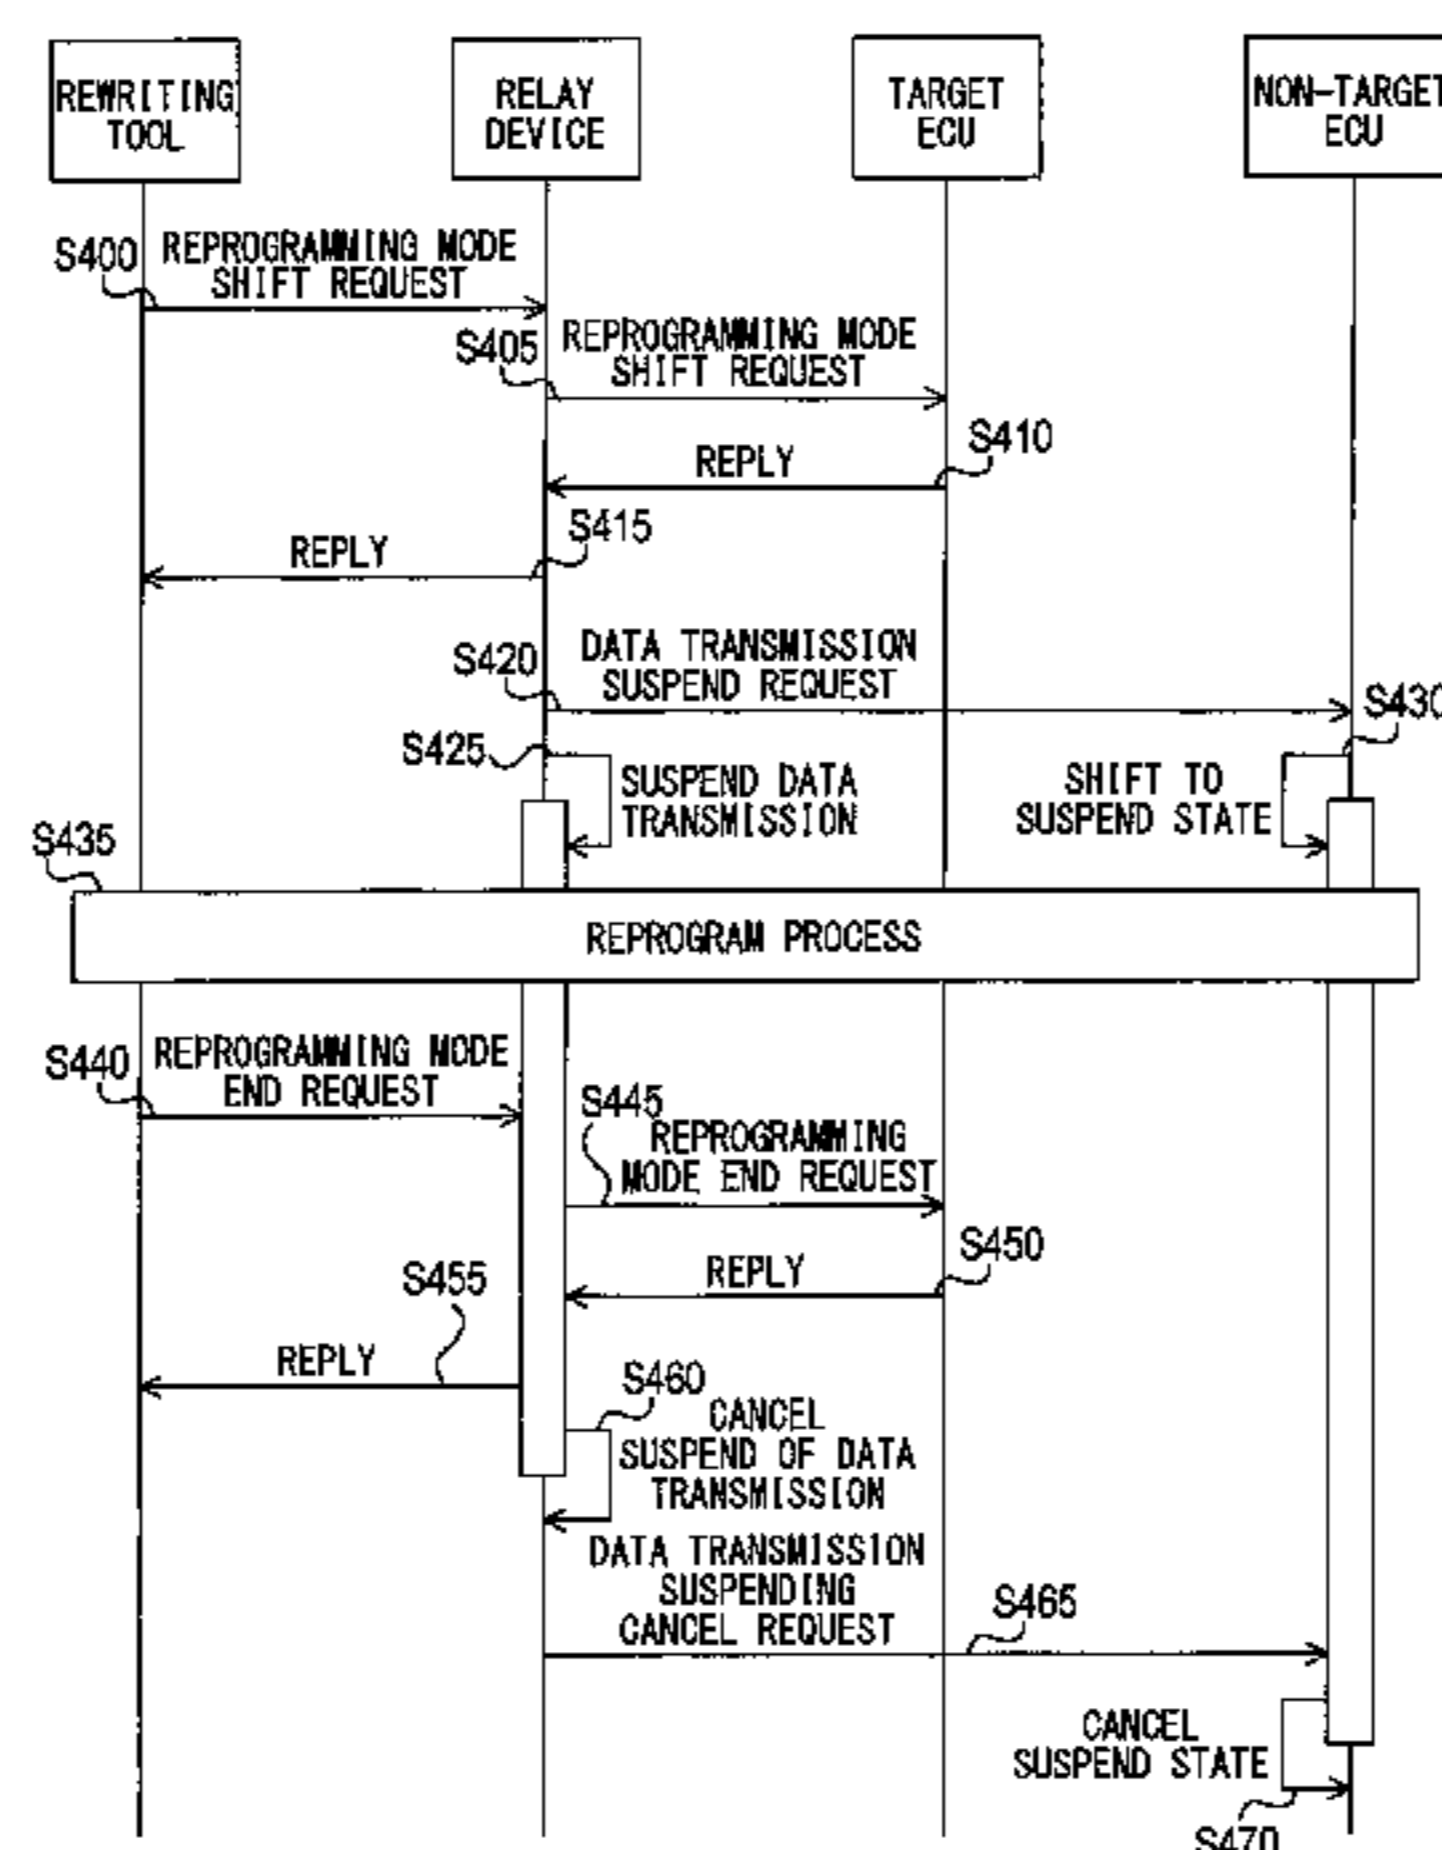 REWRITING
TOOL
RELAY
DEVICE
TARGET
ECU
NON-TARGET
ECU
S400
REPROGRAMMING MODE
SHIFT REQUEST
S405
REPROGRAMMING MODE
SHIFT REQUEST
S410
REPLY
S415
REPLY
S420
DATA TRANSMISSION
SUSPEND REQUEST
S430
S425
SUSPEND DATA
TRANSMISSION
SHIFT TO
SUSPEND STATE
S435
REPROGRAM PROCESS
S440
REPROGRAMMING MODE
END REQUEST
S445
REPROGRAMMING
MODE END REQUEST
S450
REPLY
S455
REPLY
S460
CANCEL
SUSPEND OF DATA
TRANSMISSION
DATA TRANSMISSION
SUSPENDING
CANCEL REQUEST
S465
CANCEL
SUSPEND STATE
S470